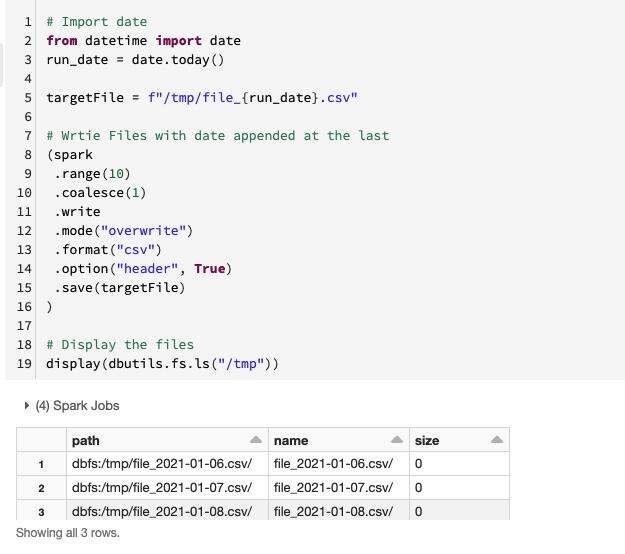 1 # Import date
2 from datetime import date
3 run_date = date.today()
4
5 targetFile = f"/tmp/file_{run_date}.csv"
6
7 # Wrtie Files with date appended at the last
8 (spark
9 .range(10)
10 .coalesce(1)
11 .write
12 .mode("overwrite")
13 .format("csv")
14 .option("header", True)
15 .save(targetFile)
16 )
17
18 # Display the files
19 display(dbutils.fs.ls("/tmp"))
(4) Spark Jobs
path name size
1 dbfs:/tmp/file_2021-01-06.csv/ file_2021-01-06.csv/ 0
2 dbfs:/tmp/file_2021-01-07.csv/ file_2021-01-07.csv/ 0
3 dbfs:/tmp/file_2021-01-08.csv/ file_2021-01-08.csv/ 0
Showing all 3 rows.